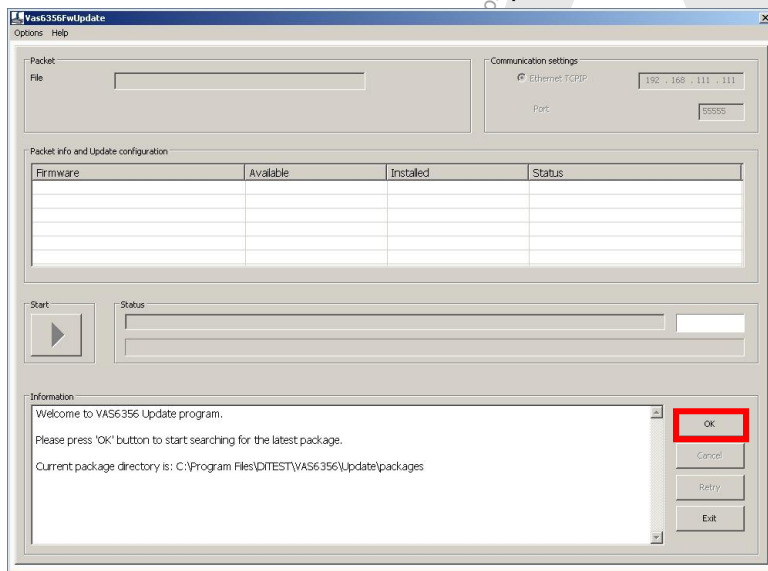 Vas6356FwUpdate
Options Help
Packet
File
Communication settings
Ethernet TCPIP
192 . 168 . 111 . 111
Port
55555
Packet info and Update configuration
Firmware Available Installed Status
Start
Status
Information
Welcome to VAS6356 Update program.
Please press 'OK' button to start searching for the latest package.
Current package directory is: C:\Program Files\DiTEST\VAS6356\Update\packages
OK
Cancel
Retry
Exit